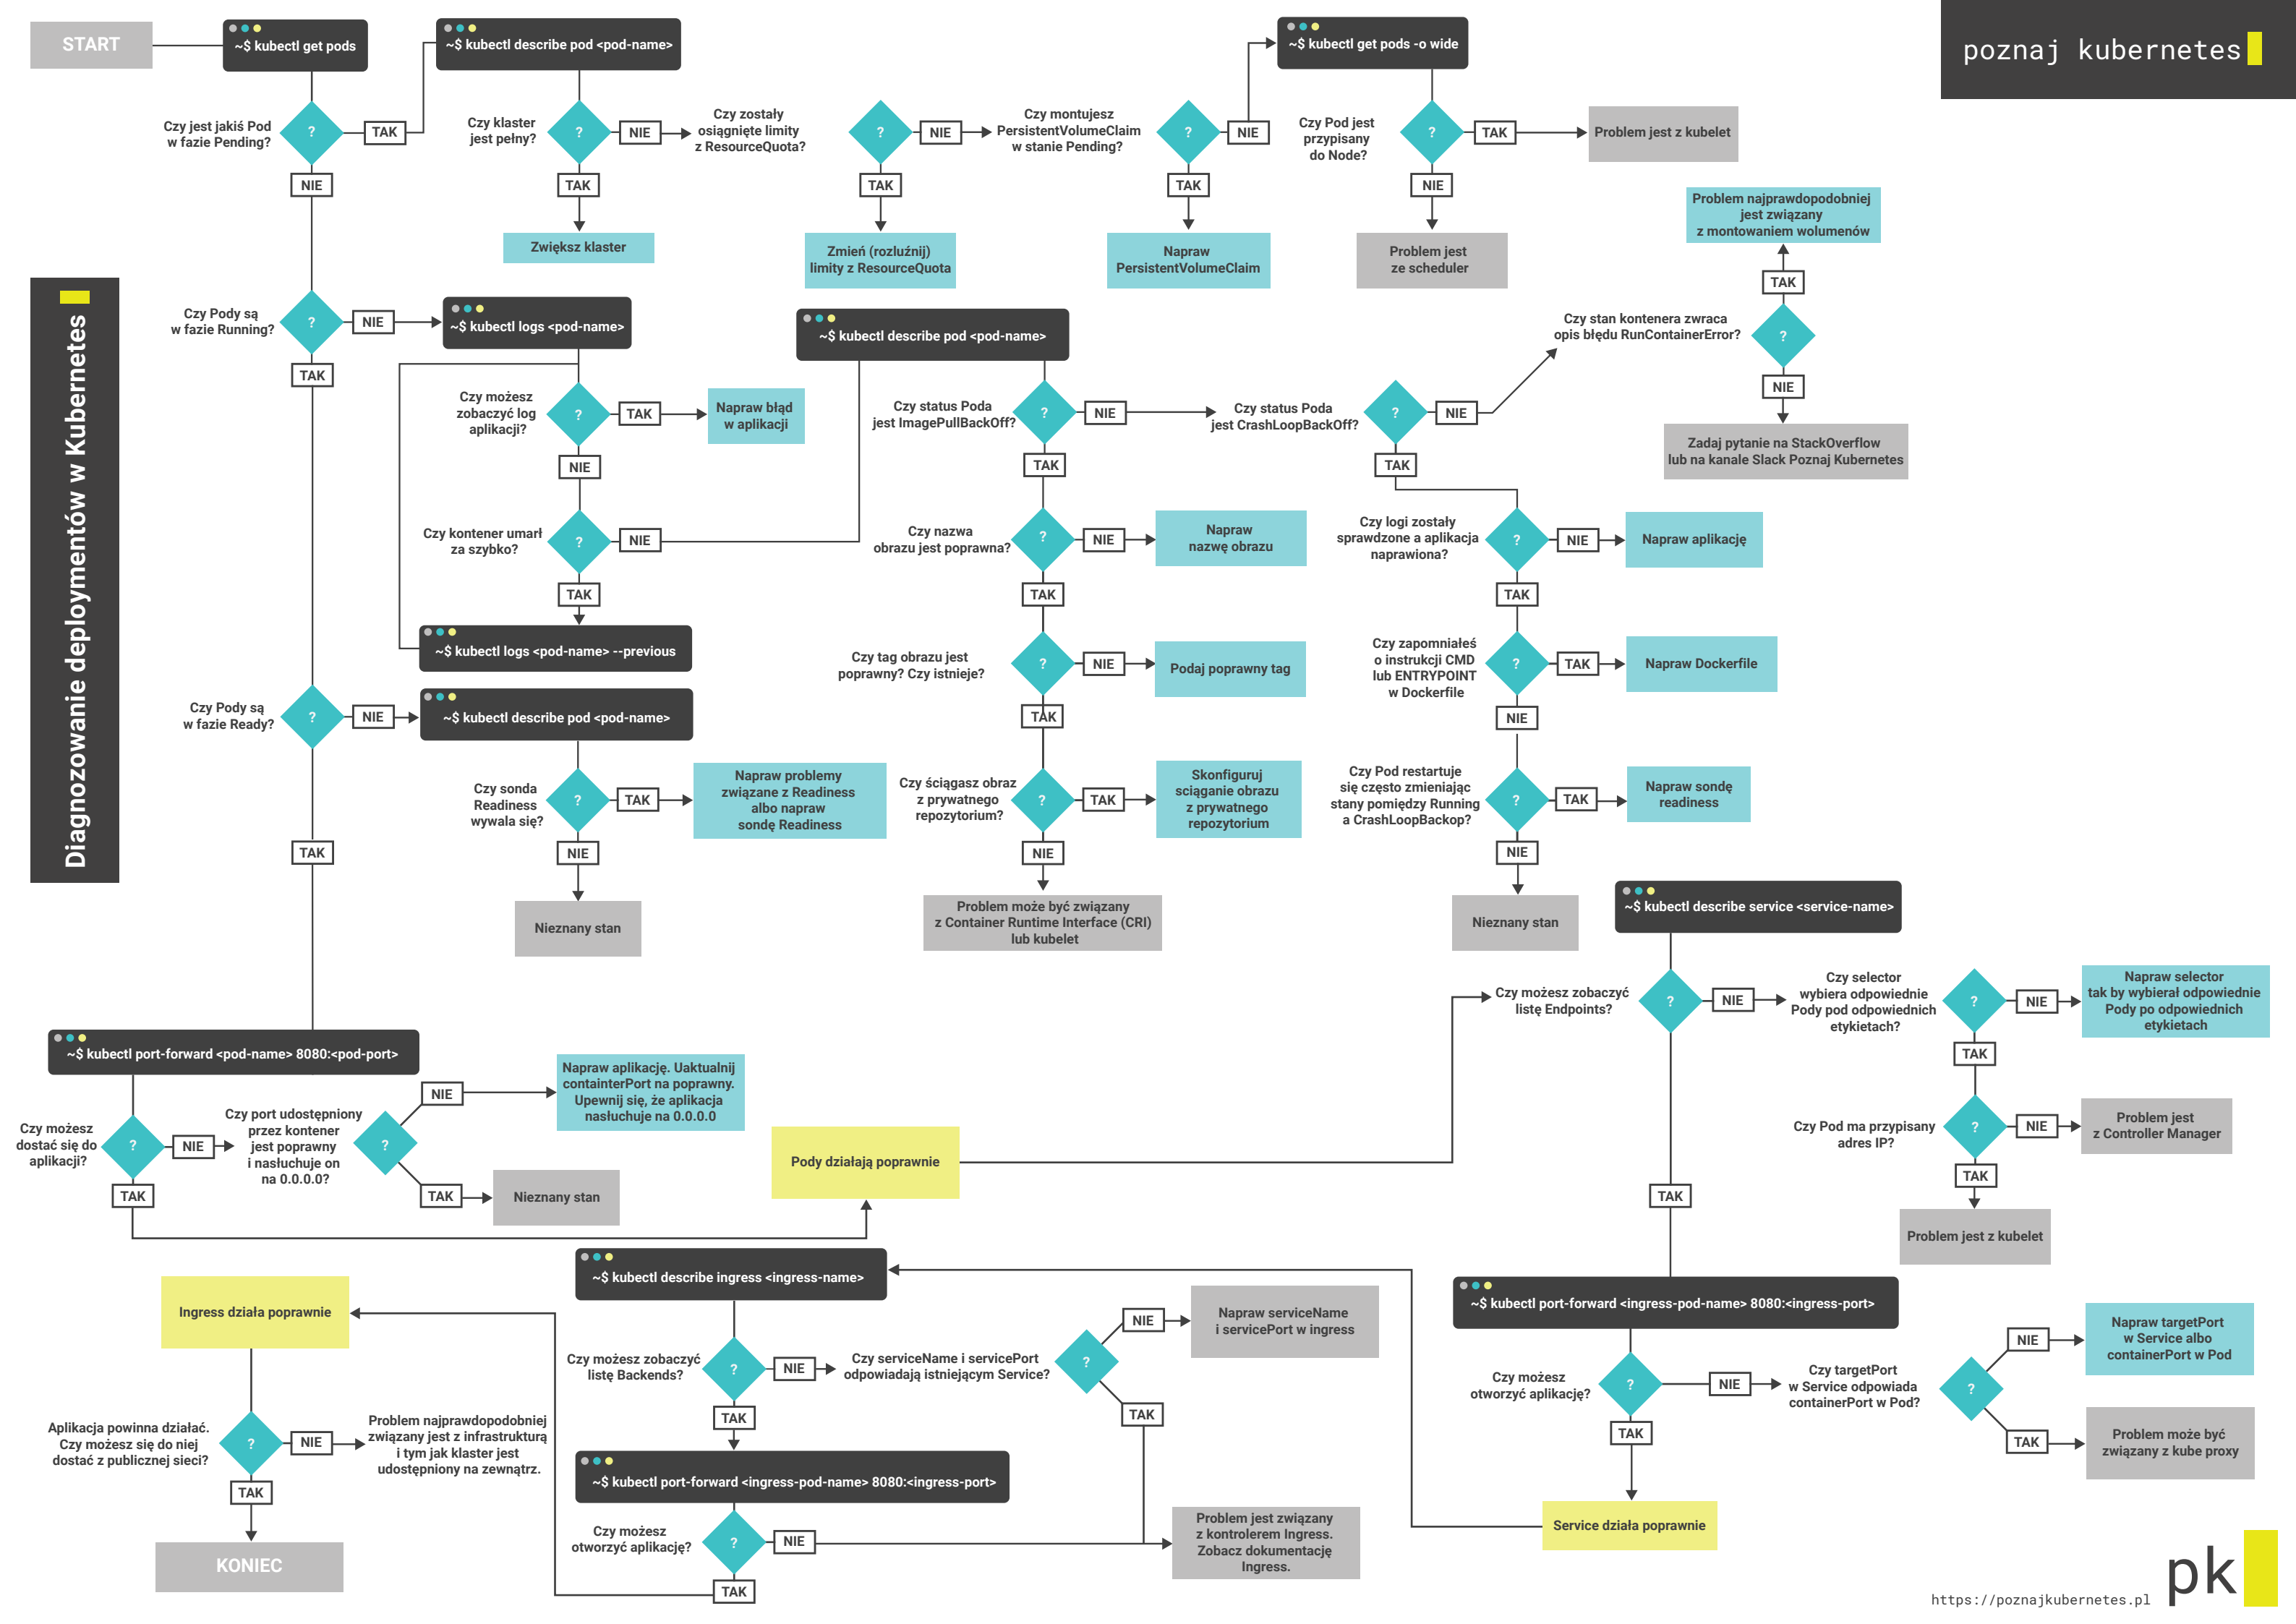 START
~$ kubectl get pods
~$ kubectl describe pod <pod-name>
~$ kubectl get pods -o wide
poznaj kubernetes
Czy jest jakiś Pod
w fazie Pending?
?
TAK
NIE
Czy klaster
jest pełny?
?
NIE
TAK
Zwiększ klaster
Czy zostały
osiągnięte limity
z ResourceQuota?
?
NIE
TAK
Zmień (rozluźnij)
limity z ResourceQuota
Czy montujesz
PersistentVolumeClaim
w stanie Pending?
?
NIE
TAK
Napraw
PersistentVolumeClaim
Czy Pod jest
przypisany
do Node?
?
TAK
Problem jest z kubelet
NIE
Problem jest
ze scheduler
Problem najprawdopodobniej
jest związany
z montowaniem wolumenów
TAK
Czy stan kontenera zwraca
opis błędu RunContainerError?
?
NIE
Zadaj pytanie na StackOverflow
lub na kanale Slack Poznaj Kubernetes
Diagnozowanie deploymentów w Kubernetes
Czy Pody są
w fazie Running?
?
NIE
TAK
~$ kubectl logs <pod-name>
Czy możesz
zobaczyć log
aplikacji?
?
TAK
Napraw błąd
w aplikacji
NIE
Czy kontener umarł
za szybko?
?
NIE
TAK
~$ kubectl logs <pod-name> --previous
~$ kubectl describe pod <pod-name>
Czy status Poda
jest ImagePullBackOff?
?
NIE
TAK
Czy nazwa
obrazu jest poprawna?
?
NIE
Napraw
nazwę obrazu
TAK
Czy tag obrazu jest
poprawny? Czy istnieje?
?
NIE
Podaj poprawny tag
TAK
Czy ściągasz obraz
z prywatnego
repozytorium?
?
TAK
Skonfiguruj
sciąganie obrazu
z prywatnego
repozytorium
NIE
Problem może być związany
z Container Runtime Interface (CRI)
lub kubelet
Czy status Poda
jest CrashLoopBackOff?
?
NIE
TAK
Czy logi zostały
sprawdzone a aplikacja
naprawiona?
?
NIE
Napraw aplikację
TAK
Czy zapomniałeś
o instrukcji CMD
lub ENTRYPOINT
w Dockerfile
?
TAK
Napraw Dockerfile
NIE
Czy Pod restartuje
się często zmieniając
stany pomiędzy Running
a CrashLoopBackop?
?
TAK
Napraw sondę
readiness
NIE
Nieznany stan
Czy Pody są
w fazie Ready?
?
NIE
TAK
~$ kubectl describe pod <pod-name>
Czy sonda
Readiness
wywala się?
?
TAK
Napraw problemy
związane z Readiness
albo napraw
sondę Readiness
NIE
Nieznany stan
~$ kubectl port-forward <pod-name> 8080:<pod-port>
Czy możesz
dostać się do
aplikacji?
?
NIE
TAK
Czy port udostępniony
przez kontener
jest poprawny
i nasłuchuje on
na 0.0.0.0?
?
NIE
Napraw aplikację. Uaktualnij
containterPort na poprawny.
Upewnij się, że aplikacja
nasłuchuje na 0.0.0.0
TAK
Nieznany stan
Pody działają poprawnie
~$ kubectl describe service <service-name>
Czy możesz zobaczyć
listę Endpoints?
?
NIE
TAK
Czy selector
wybiera odpowiednie
Pody pod odpowiednich
etykietach?
?
NIE
Napraw selector
tak by wybierał odpowiednie
Pody po odpowiednich
etykietach
TAK
Czy Pod ma przypisany
adres IP?
?
NIE
Problem jest
z Controller Manager
TAK
Problem jest z kubelet
~$ kubectl port-forward <ingress-pod-name> 8080:<ingress-port>
Czy możesz
otworzyć aplikację?
?
NIE
TAK
Czy targetPort
w Service odpowiada
containerPort w Pod?
?
NIE
Napraw targetPort
w Service albo
containerPort w Pod
TAK
Problem może być
związany z kube proxy
Service działa poprawnie
~$ kubectl describe ingress <ingress-name>
Czy możesz zobaczyć
listę Backends?
?
NIE
TAK
Czy serviceName i servicePort
odpowiadają istniejącym Service?
?
NIE
Napraw serviceName
i servicePort w ingress
TAK
~$ kubectl port-forward <ingress-pod-name> 8080:<ingress-port>
Czy możesz
otworzyć aplikację?
?
NIE
Problem jest związany
z kontrolerem Ingress.
Zobacz dokumentację
Ingress.
TAK
Ingress działa poprawnie
Aplikacja powinna działać.
Czy możesz się do niej
dostać z publicznej sieci?
?
NIE
Problem najprawdopodobniej
związany jest z infrastrukturą
i tym jak klaster jest
udostępniony na zewnątrz.
TAK
KONIEC
https://poznajkubernetes.pl
pk